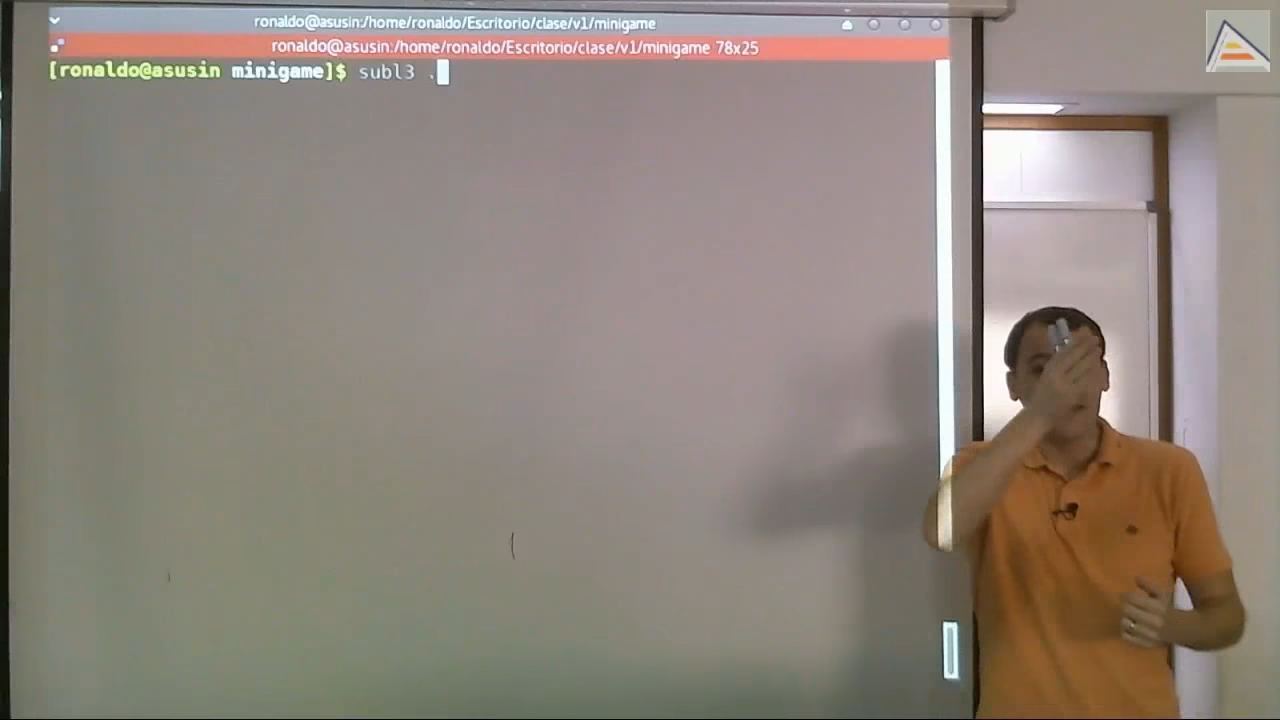 ronaldo@asusin:/home/ronaldo/Escritorio/clase/v1/minigame
ronaldo@asusin:/home/ronaldo/Escritorio/clase/v1/minigame 78x25
[ronaldo@asusin minigame]$ subl3 .